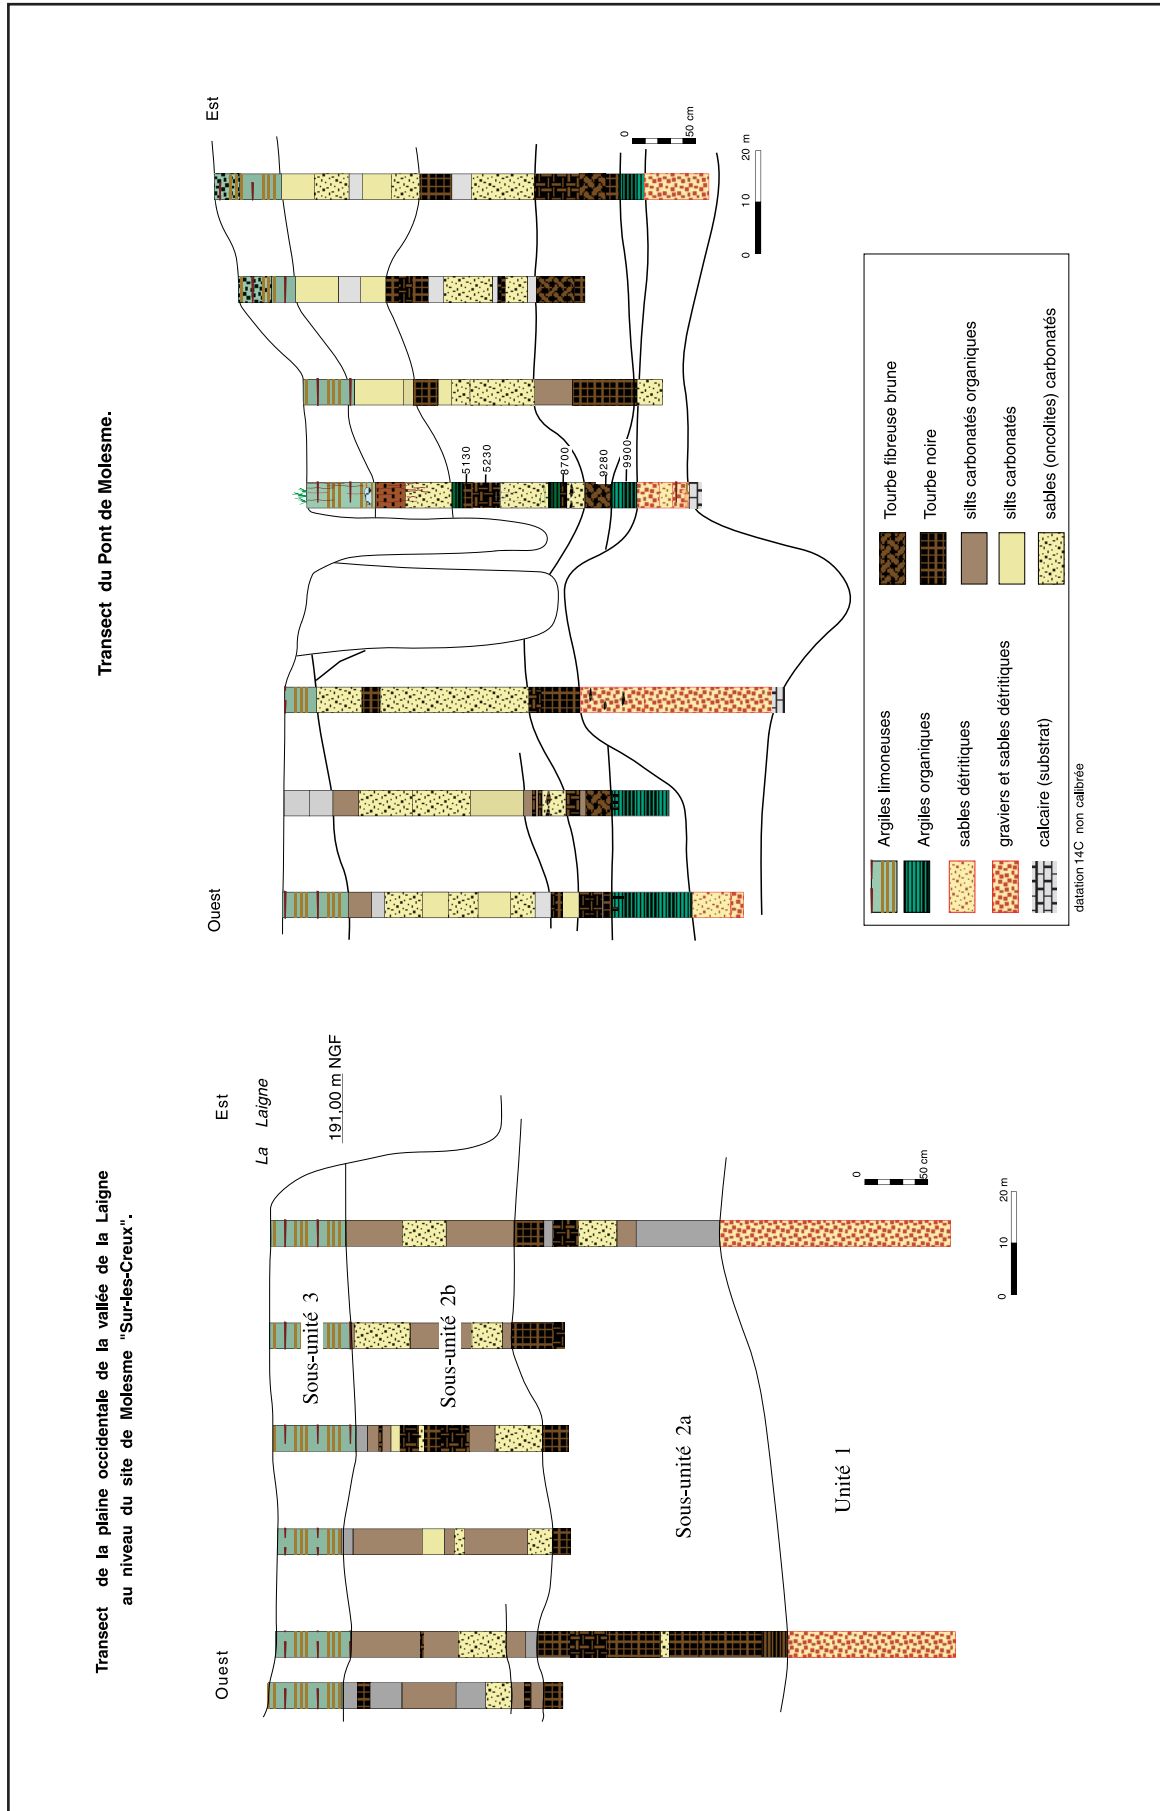 Transect de la plaine occidentale de la vallée de la Laigne
au niveau du site de Molesme "Sur-les-Creux".
Ouest
Est
La Laigne
191,00 m NGF
Sous-unité 3
Sous-unité 2b
Sous-unité 2a
Unité 1
0
50 cm
0 10 20 m
Transect du Pont de Molesme.
Ouest
Est
5130
5230
8700
9280
9900
0
50 cm
0 10 20 m
Argiles limoneuses
Argiles organiques
sables détritiques
graviers et sables détritiques
calcaire (substrat)
Tourbe fibreuse brune
Tourbe noire
silts carbonatés organiques
silts carbonatés
sables (oncolites) carbonatés
datation 14C non calibrée